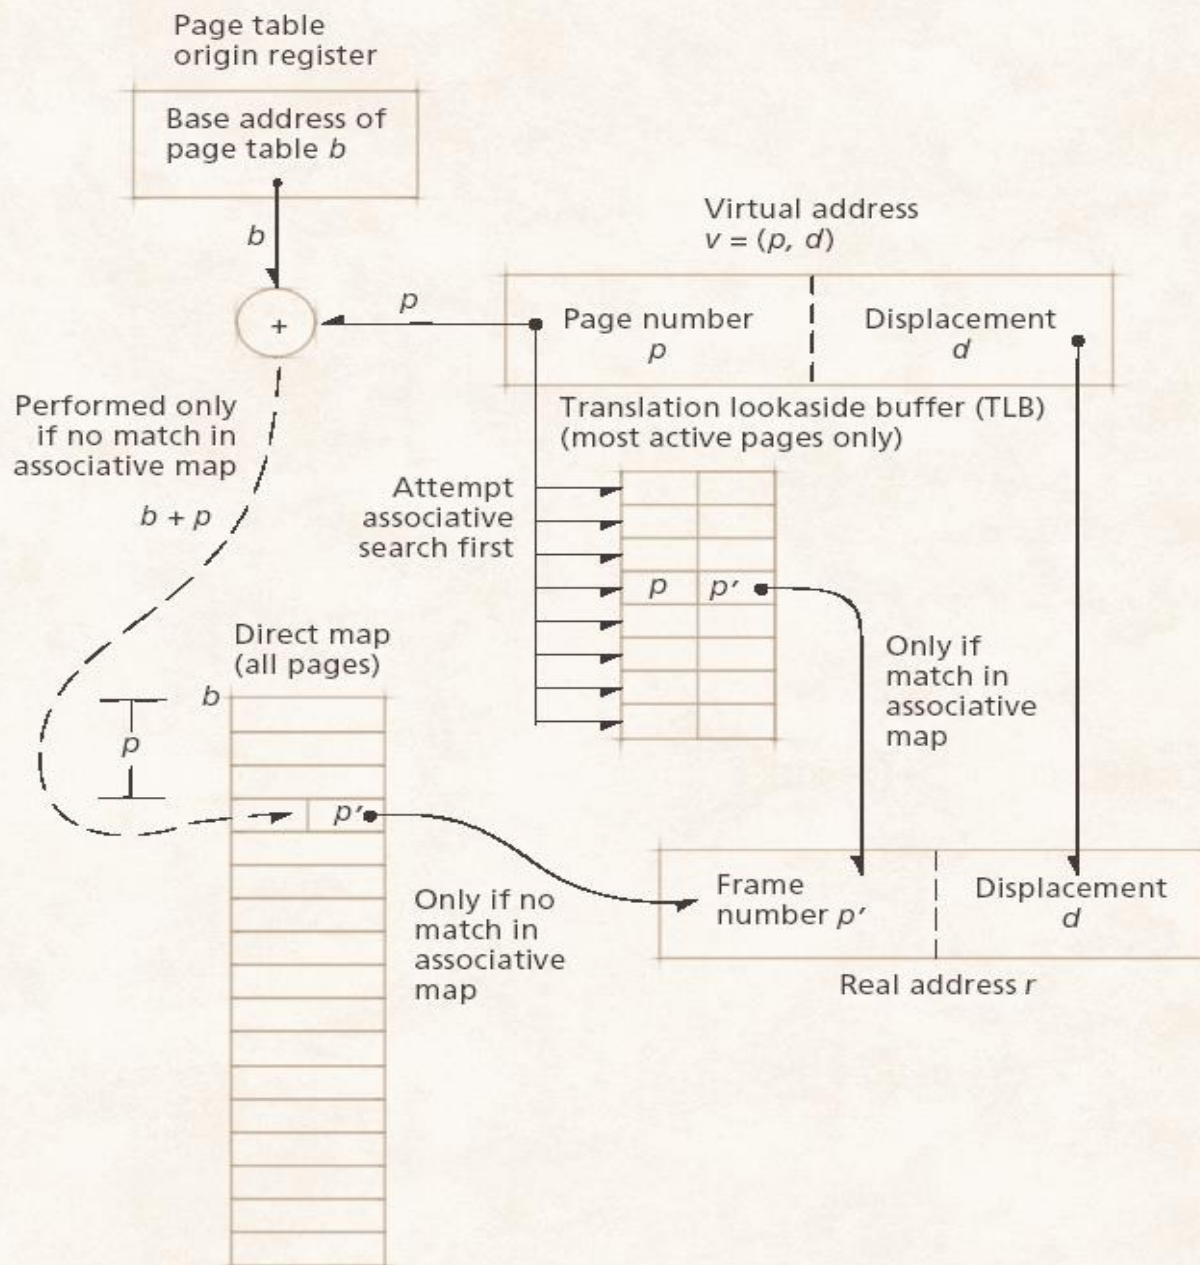 Page table
origin register
Base address of
page table b
b
Virtual address
v = (p, d)
p
+
Page number
p
Displacement
d
Performed only
if no match in
associative map
b + p
Translation lookaside buffer (TLB)
(most active pages only)
Attempt
associative
search first
p
p′
Only if
match in
associative
map
Direct map
(all pages)
b
p
p′
Only if no
match in
associative
map
Frame
number p′
Displacement
d
Real address r